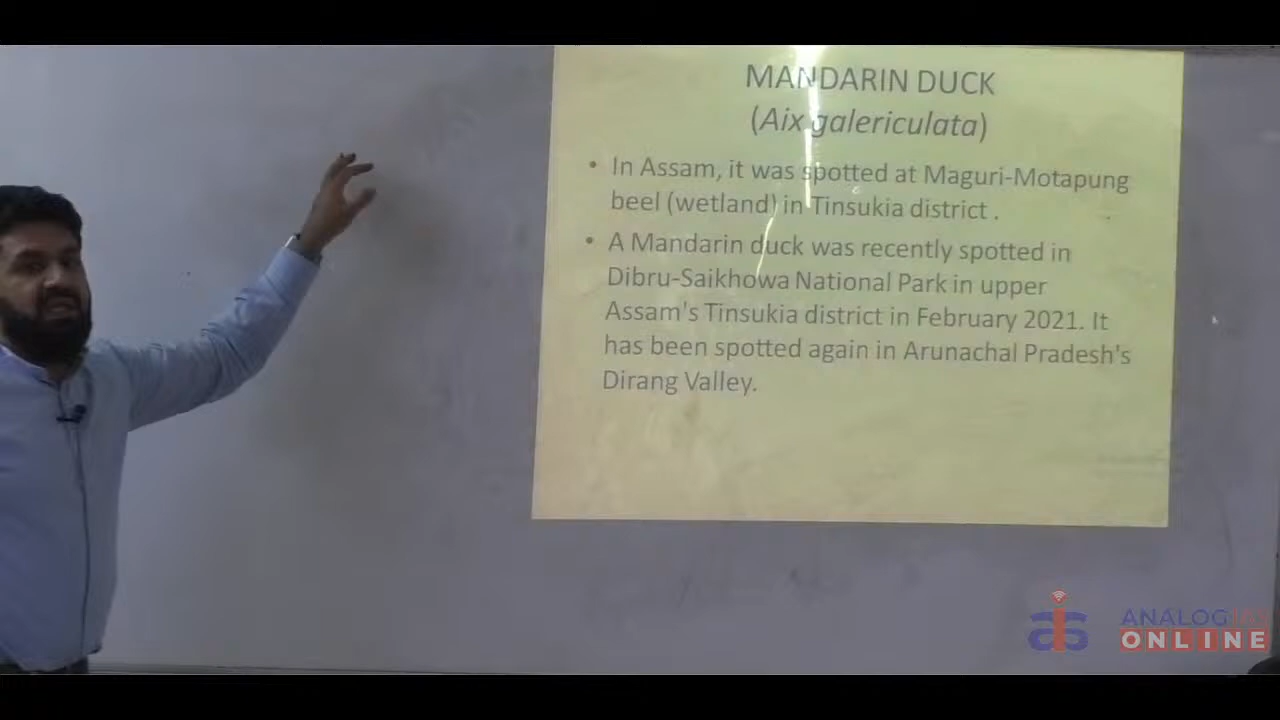 MANDARIN DUCK
(Aix galericulata)
• In Assam, it was spotted at Maguri-Motapung
beel (wetland) in Tinsukia district .
• A Mandarin duck was recently spotted in
Dibru-Saikhowa National Park in upper
Assam's Tinsukia district in February 2021. It
has been spotted again in Arunachal Pradesh's
Dirang Valley.
ANALOG IAS
ONLINE